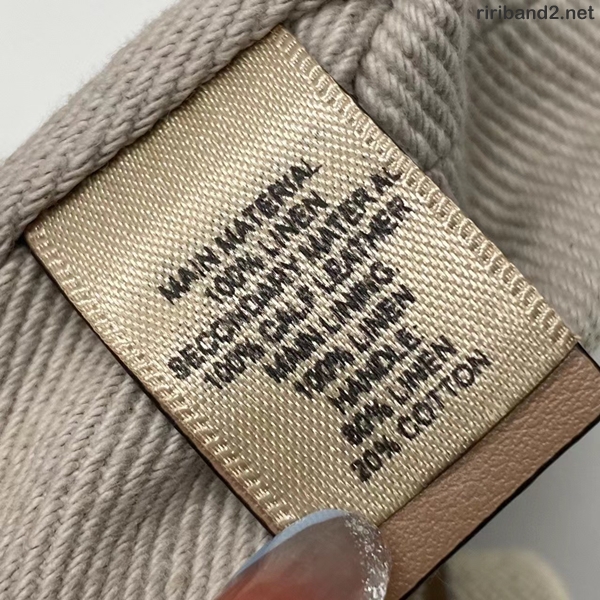 ririband2.net
MAIN MATERIAL
100% LINEN
SECONDARY MATERIAL
100% CALF LEATHER
MAIN LINING
100% LINEN
HANDLE
80% LINEN
20% COTTON